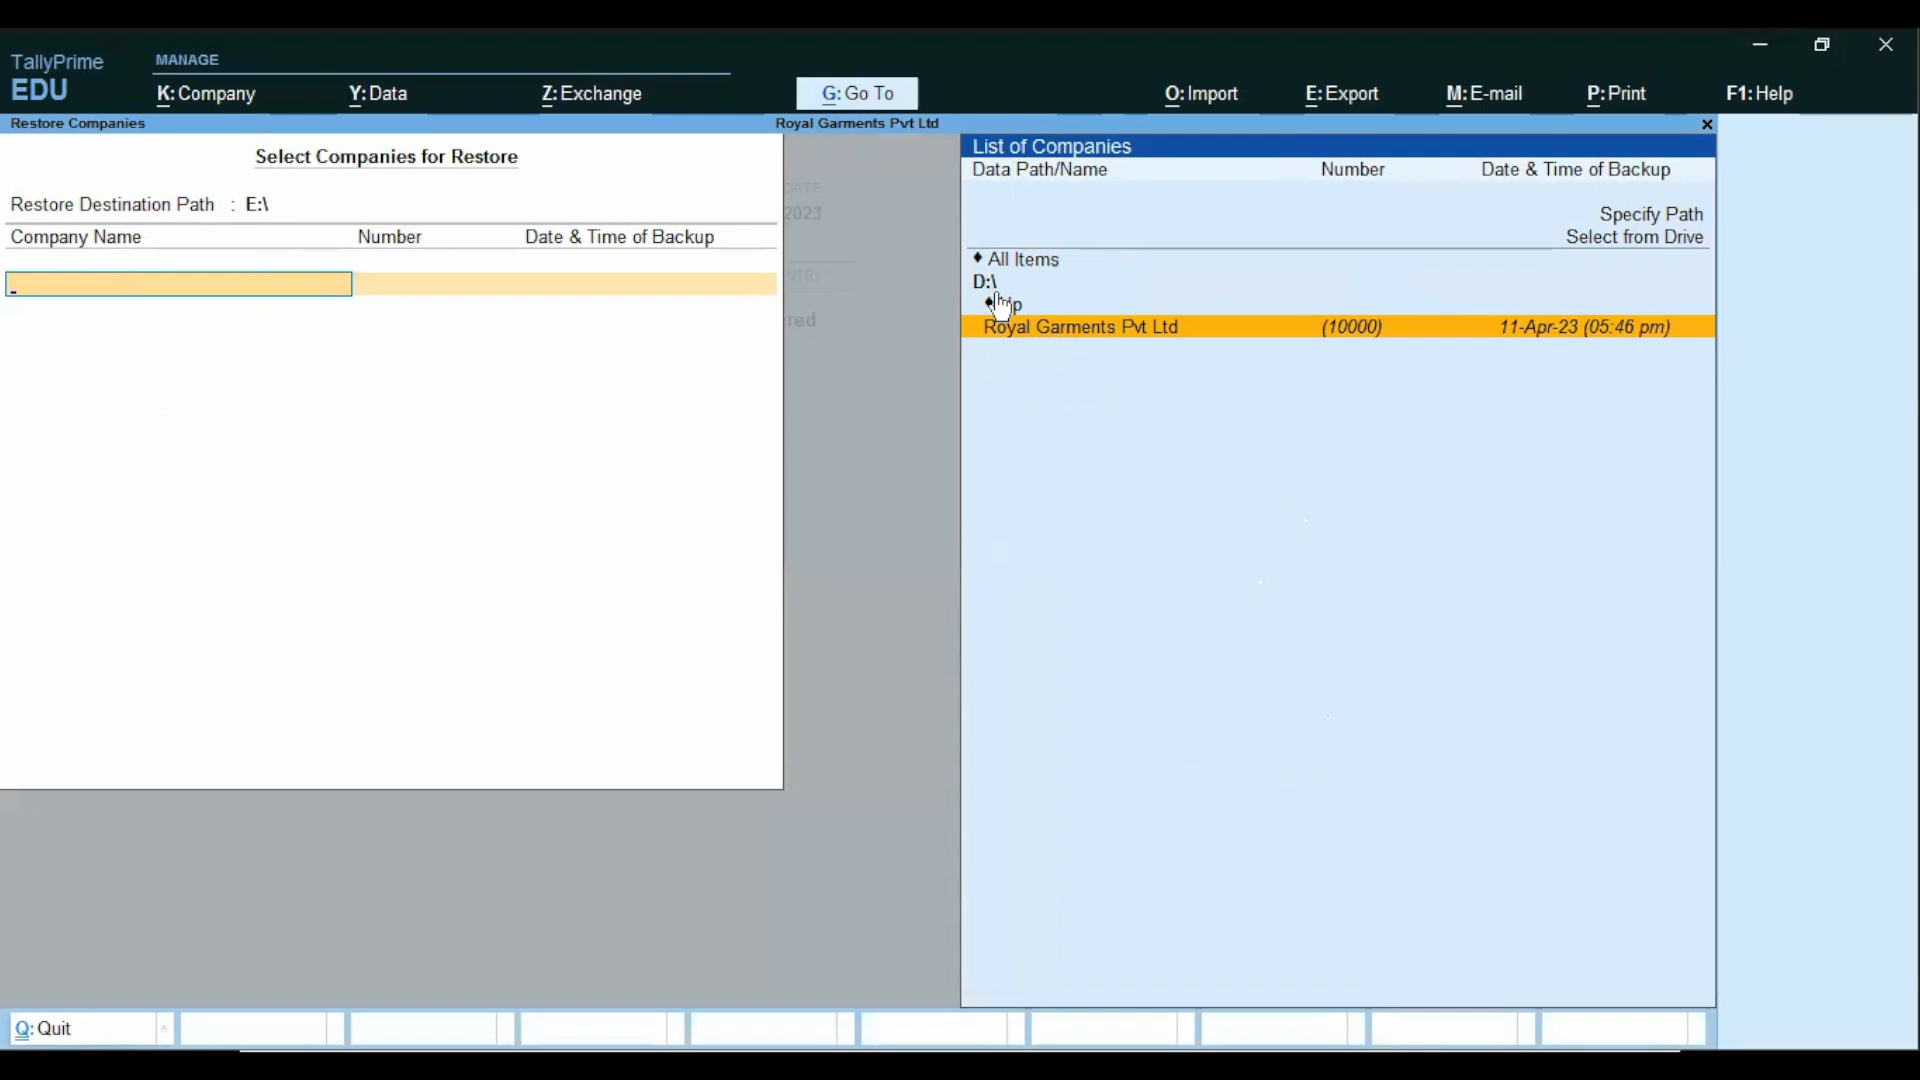 TallyPrime
EDU
MANAGE
K: Company
Y: Data
Z: Exchange
G: Go To
O: Import
E: Export
M: E-mail
P: Print
F1: Help
Restore Companies
Royal Garments Pvt Ltd
Select Companies for Restore
Restore Destination Path : E:\
Company Name Number Date & Time of Backup
List of Companies
Data Path/Name Number Date & Time of Backup
Specify Path
Select from Drive
♦ All Items
D:\
Royal Garments Pvt Ltd (10000) 11-Apr-23 (05:46 pm)
2023
Q: Quit